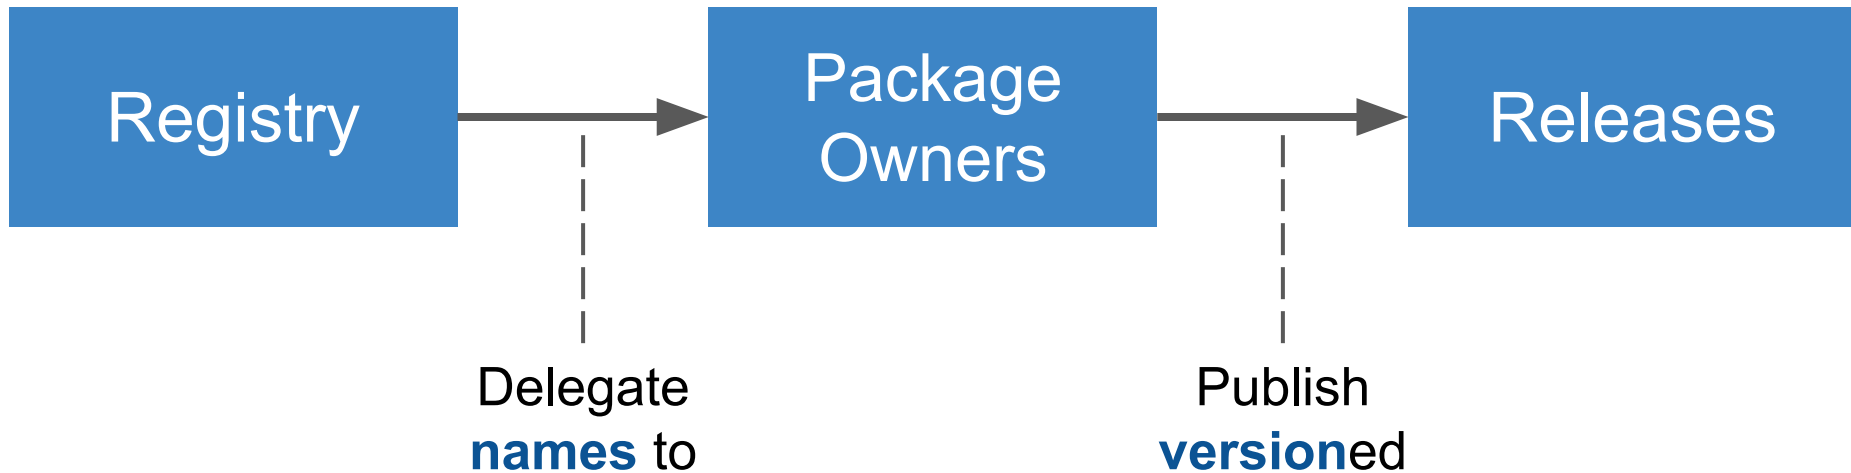 Registry
Package
Owners
Releases
Delegate
names to
Publish
versioned